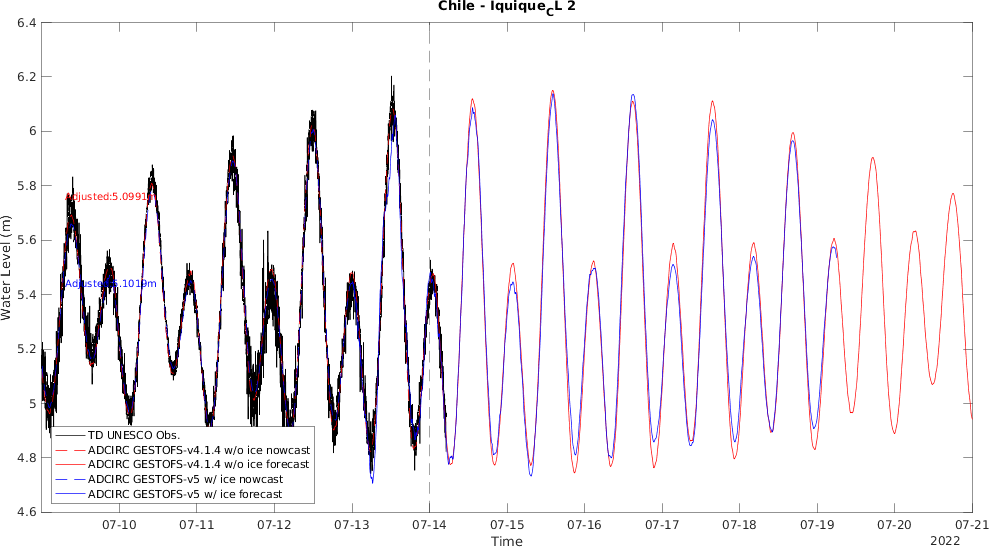 Chile - Iquique_CL 2
6.4
6.2
6
5.8
5.6
5.4
5.2
5
4.8
4.6
Water Level (m)
Adjusted:5.0991m
Adjusted:5.1019m
TD UNESCO Obs.
ADCIRC GESTOFS-v4.1.4 w/o ice nowcast
ADCIRC GESTOFS-v4.1.4 w/o ice forecast
ADCIRC GESTOFS-v5 w/ ice nowcast
ADCIRC GESTOFS-v5 w/ ice forecast
07-10 07-11 07-12 07-13 07-14 07-15 07-16 07-17 07-18 07-19 07-20 07-21
Time
2022